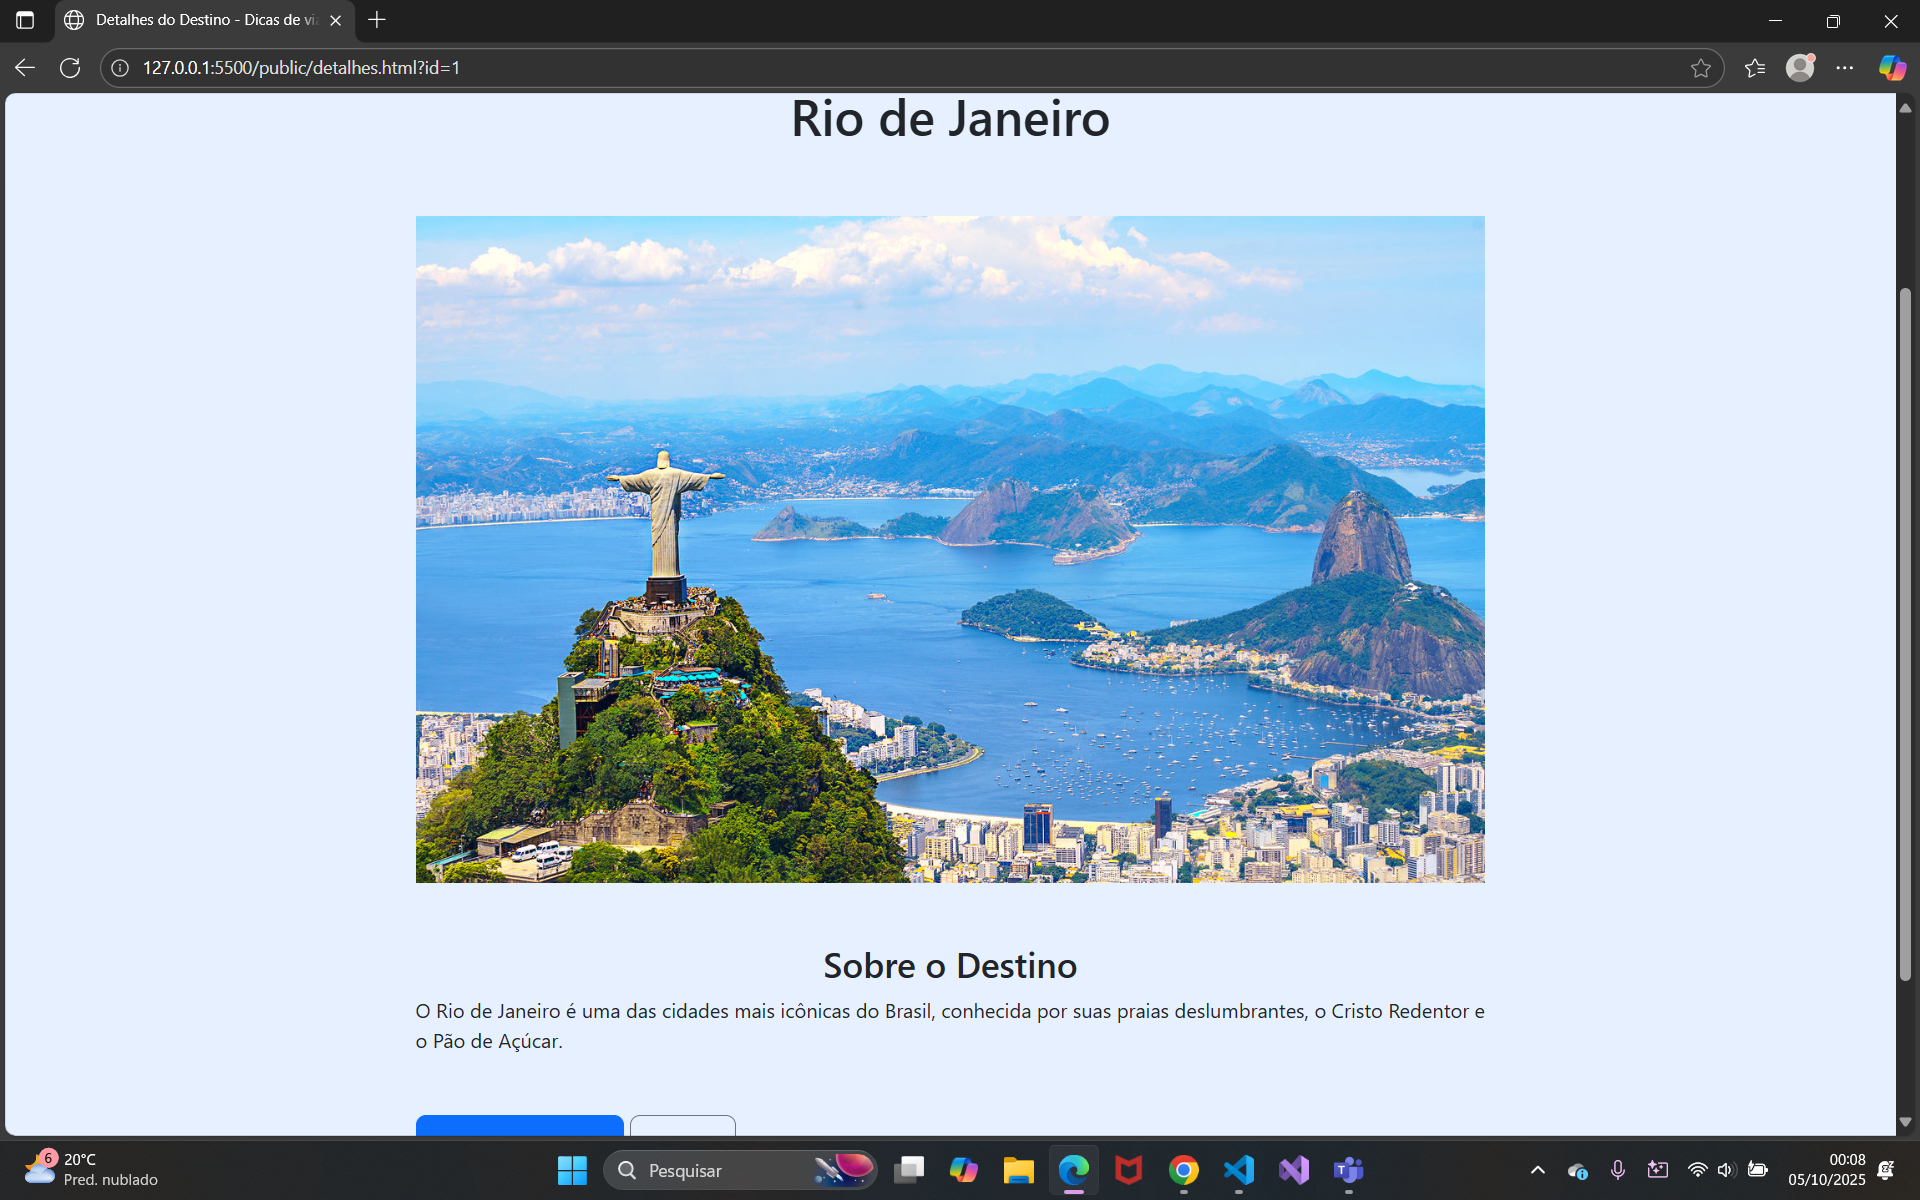 Detalhes do Destino - Dicas de vi
127.0.0.1:5500/public/detalhes.html?id=1
Rio de Janeiro
Sobre o Destino
O Rio de Janeiro é uma das cidades mais icônicas do Brasil, conhecida por suas praias deslumbrantes, o Cristo Redentor e
o Pão de Açúcar.
6
20°C
Pred. nublado
Pesquisar
T
00:08
05/10/2025